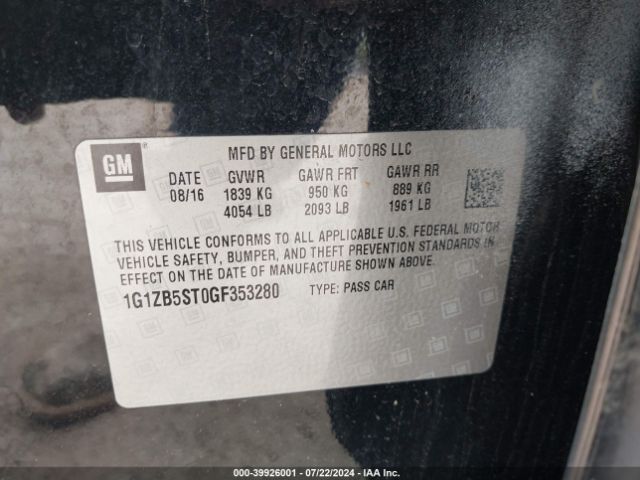 GM
MFD BY GENERAL MOTORS LLC
DATE GVWR GAWR FRT GAWR RR
08/16 1839 KG 950 KG 889 KG
4054 LB 2093 LB 1961 LB
THIS VEHICLE CONFORMS TO ALL APPLICABLE U.S. FEDERAL MOTOR
VEHICLE SAFETY, BUMPER, AND THEFT PREVENTION STANDARDS IN
EFFECT ON THE DATE OF MANUFACTURE SHOWN ABOVE.
1G1ZB5ST0GF353280 TYPE: PASS CAR
000-39926001 - 07/22/2024 - IAA Inc.